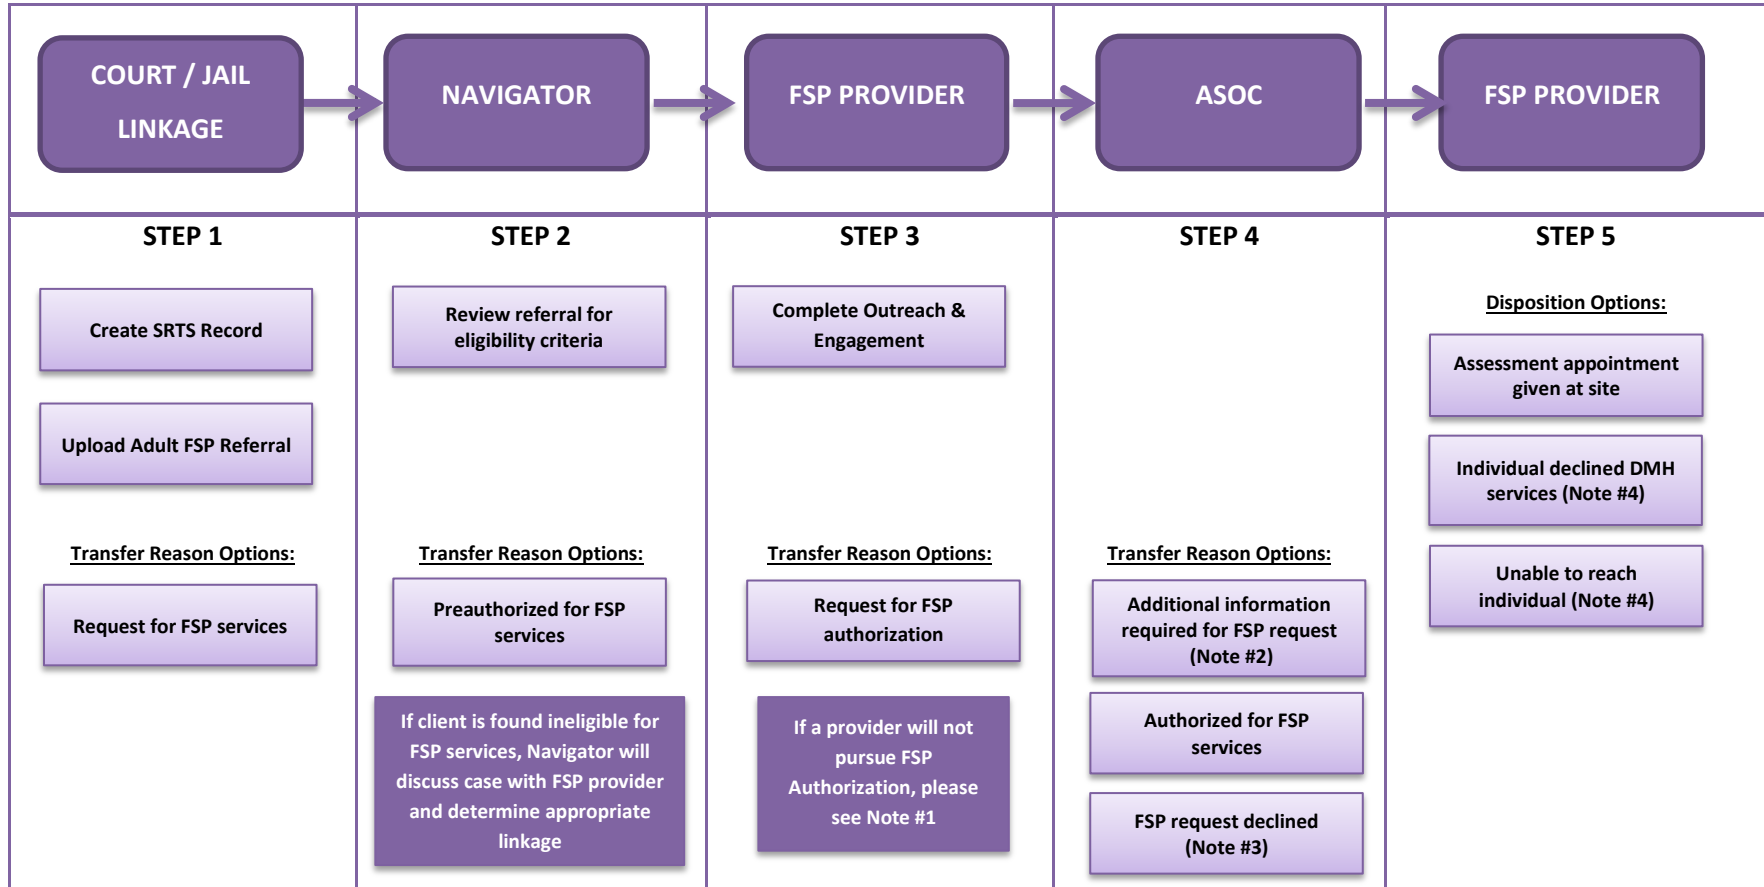 COURT / JAIL
LINKAGE
NAVIGATOR
FSP PROVIDER
ASOC
FSP PROVIDER
STEP 1
Create SRTS Record
Upload Adult FSP Referral
Transfer Reason Options:
Request for FSP services
STEP 2
Review referral for
eligibility criteria
Transfer Reason Options:
Preauthorized for FSP
services
If client is found ineligible for
FSP services, Navigator will
discuss case with FSP provider
and determine appropriate
linkage
STEP 3
Complete Outreach &
Engagement
Transfer Reason Options:
Request for FSP
authorization
If a provider will not
pursue FSP
Authorization, please
see Note #1
STEP 4
Transfer Reason Options:
Additional information
required for FSP request
(Note #2)
Authorized for FSP
services
FSP request declined
(Note #3)
STEP 5
Disposition Options:
Assessment appointment
given at site
Individual declined DMH
services (Note #4)
Unable to reach
individual (Note #4)